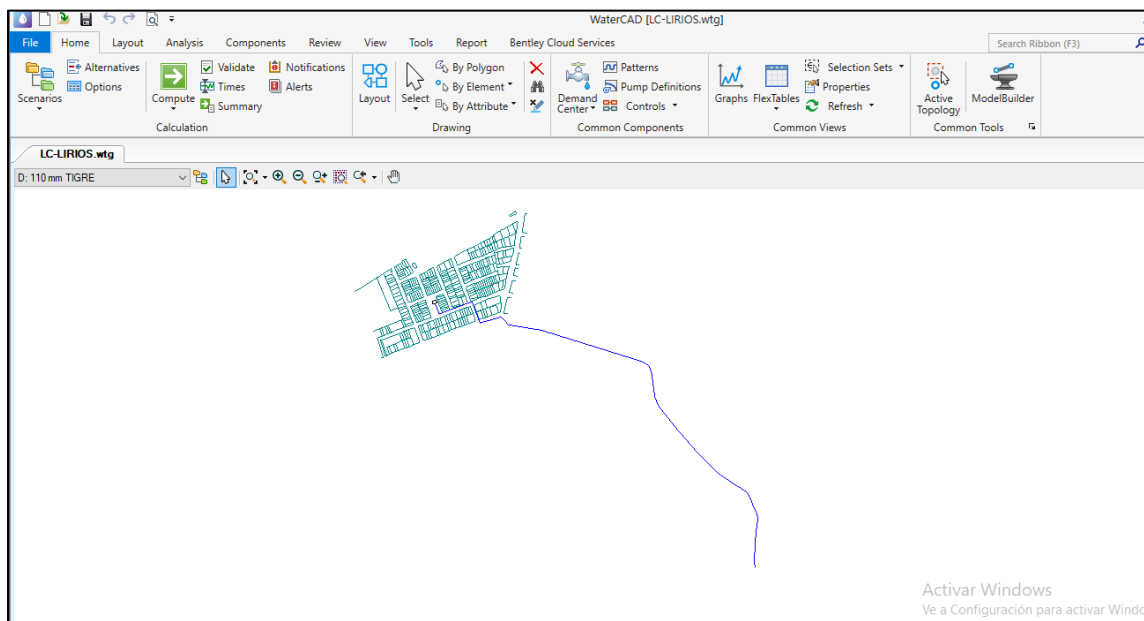 WaterCAD [LC-LIRIOS.wtg]
File Home Layout Analysis Components Review View Tools Report Bentley Cloud Services Search Ribbon (F3)
Scenarios
Alternatives
Options
Compute
Validate
Times
Summary
Notifications
Alerts
Calculation
Layout
Select
By Polygon
By Element
By Attribute
Drawing
Demand
Center
Patterns
Pump Definitions
Controls
Common Components
Graphs
FlexTables
Selection Sets
Properties
Refresh
Common Views
Active
Topology
ModelBuilder
Common Tools
LC-LIRIOS.wtg
D: 110 mm TIGRE
Activar Windows
Ve a Configuración para activar Windo